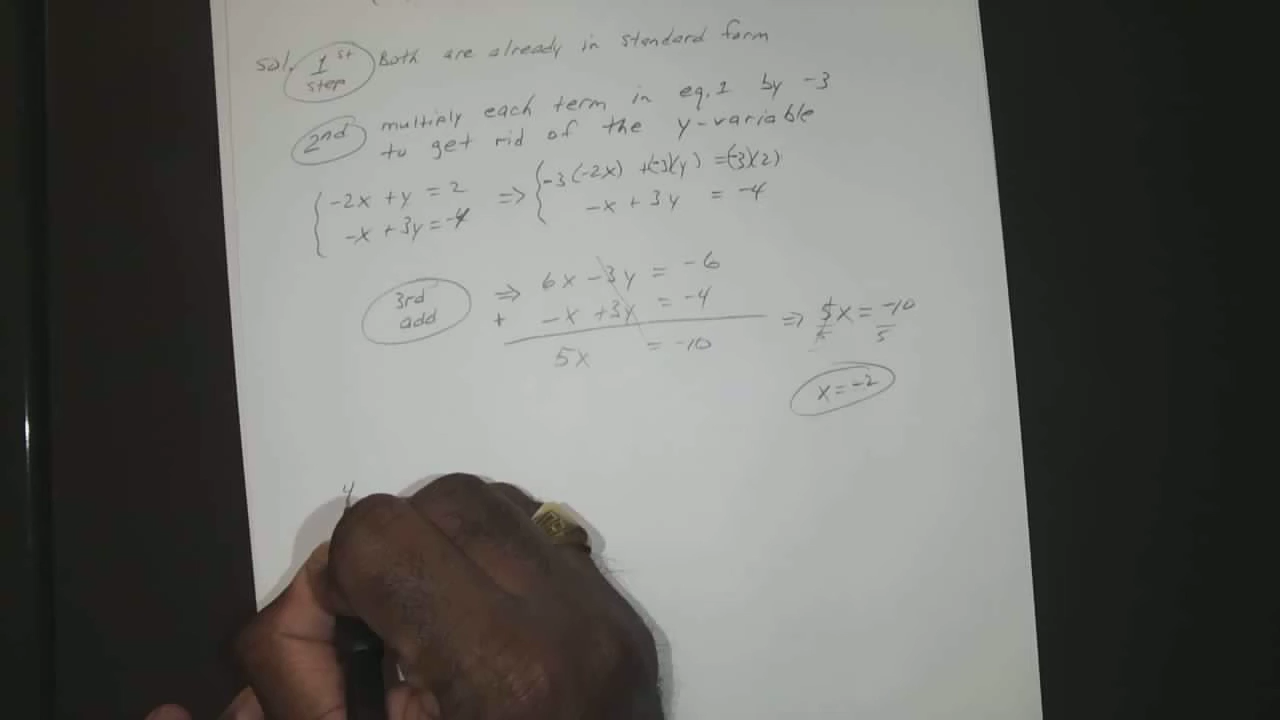 Sol. 1st step Both are already in standard form
2nd multiply each term in eq.1 by -3
to get rid of the y-variable
{ -2x + y = 2 => { -3(-2x) + (-3)(y) = (-3)(2)
-x + 3y = -4 -x + 3y = -4
3rd add => 6x - 3y = -6
+ -x + 3y = -4 => 5x = -10
5 5
5x = -10
x = -2